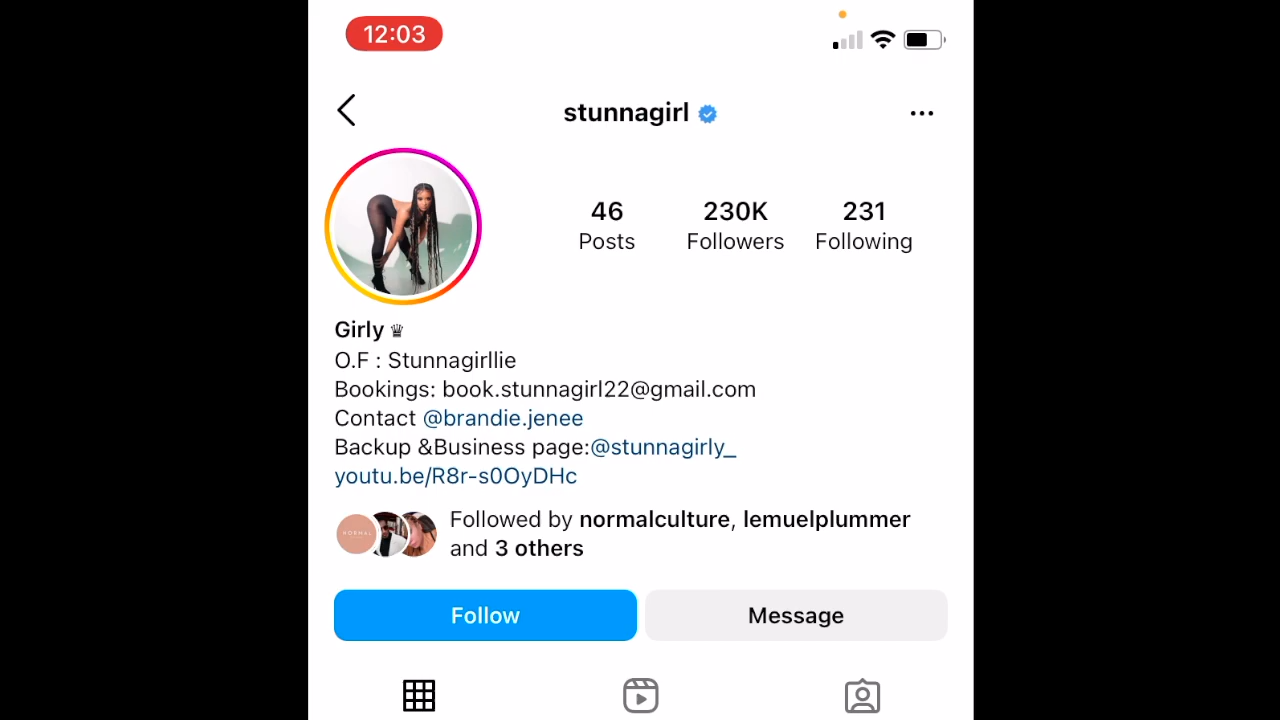 12:03
stunnagirl
46
230K
231
Posts
Followers
Following
Girly ♛
O.F : Stunnagirllie
Bookings: book.stunnagirl22@gmail.com
Contact @brandie.jenee
Backup &Business page:@stunnagirly_
youtu.be/R8r-s0OyDHc
NORMAL
Followed by normalculture, lemuelplummer
and 3 others
Follow
Message